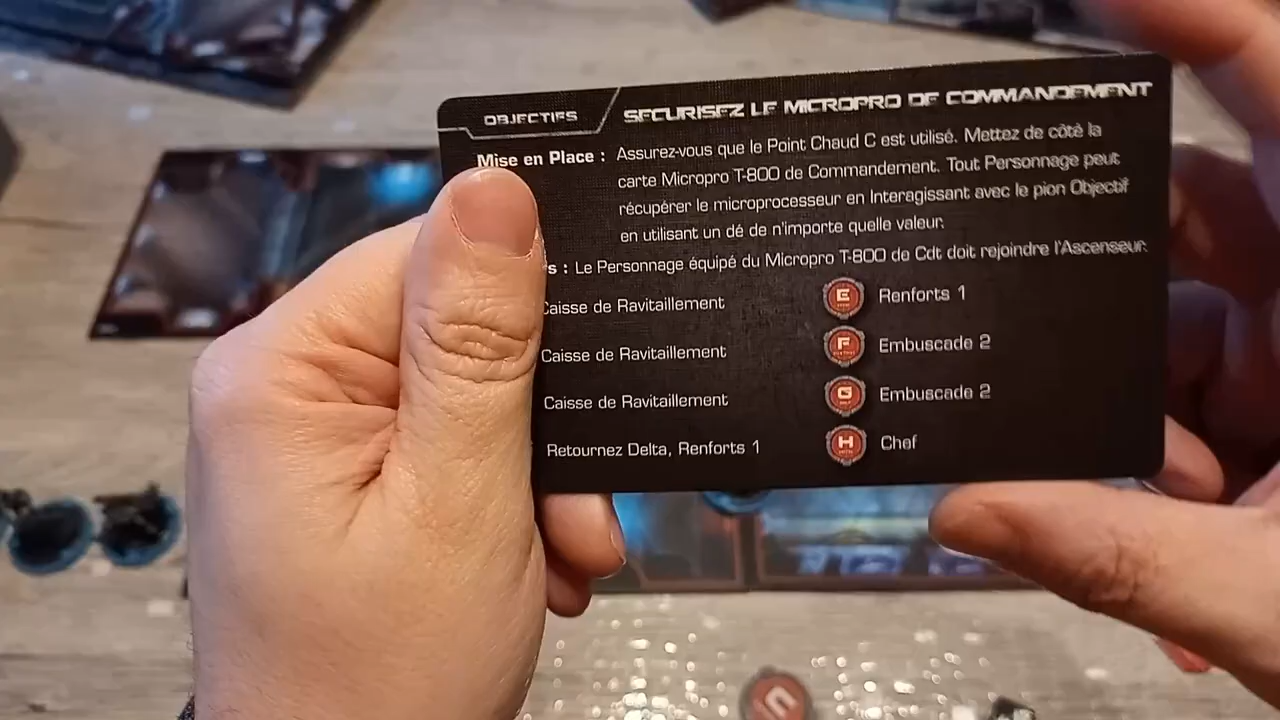 OBJECTIFS
SECURISEZ LE MICROPRO DE COMMANDEMENT
Mise en Place : Assurez-vous que le Point Chaud C est utilisé. Mettez de côté la
carte Micropro T-800 de Commandement. Tout Personnage peut
récupérer le microprocesseur en Interagissant avec le pion Objectif
en utilisant un dé de n'importe quelle valeur.
s : Le Personnage équipé du Micropro T-800 de Cdt doit rejoindre l'Ascenseur.
Caisse de Ravitaillement E Renforts 1
Caisse de Ravitaillement F Embuscade 2
Caisse de Ravitaillement G Embuscade 2
Retournez Delta, Renforts 1 H Chef